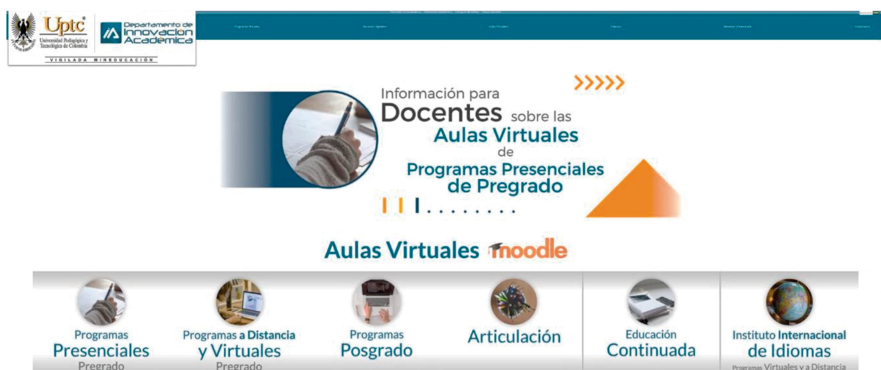 Uptc
Universidad Pedagógica y
Tecnológica de Colombia
Departamento de
Innovación
Académica
VIGILADA MINEDUCACIÓN
Información para
Docentes sobre las
Aulas Virtuales
de
Programas Presenciales
de Pregrado
Aulas Virtuales moodle
Programas
Presenciales
Pregrado
Programas a Distancia
y Virtuales
Pregrado
Programas
Posgrado
Articulación
Educación
Continuada
Instituto Internacional
de Idiomas
Programas Virtuales y a Distancia